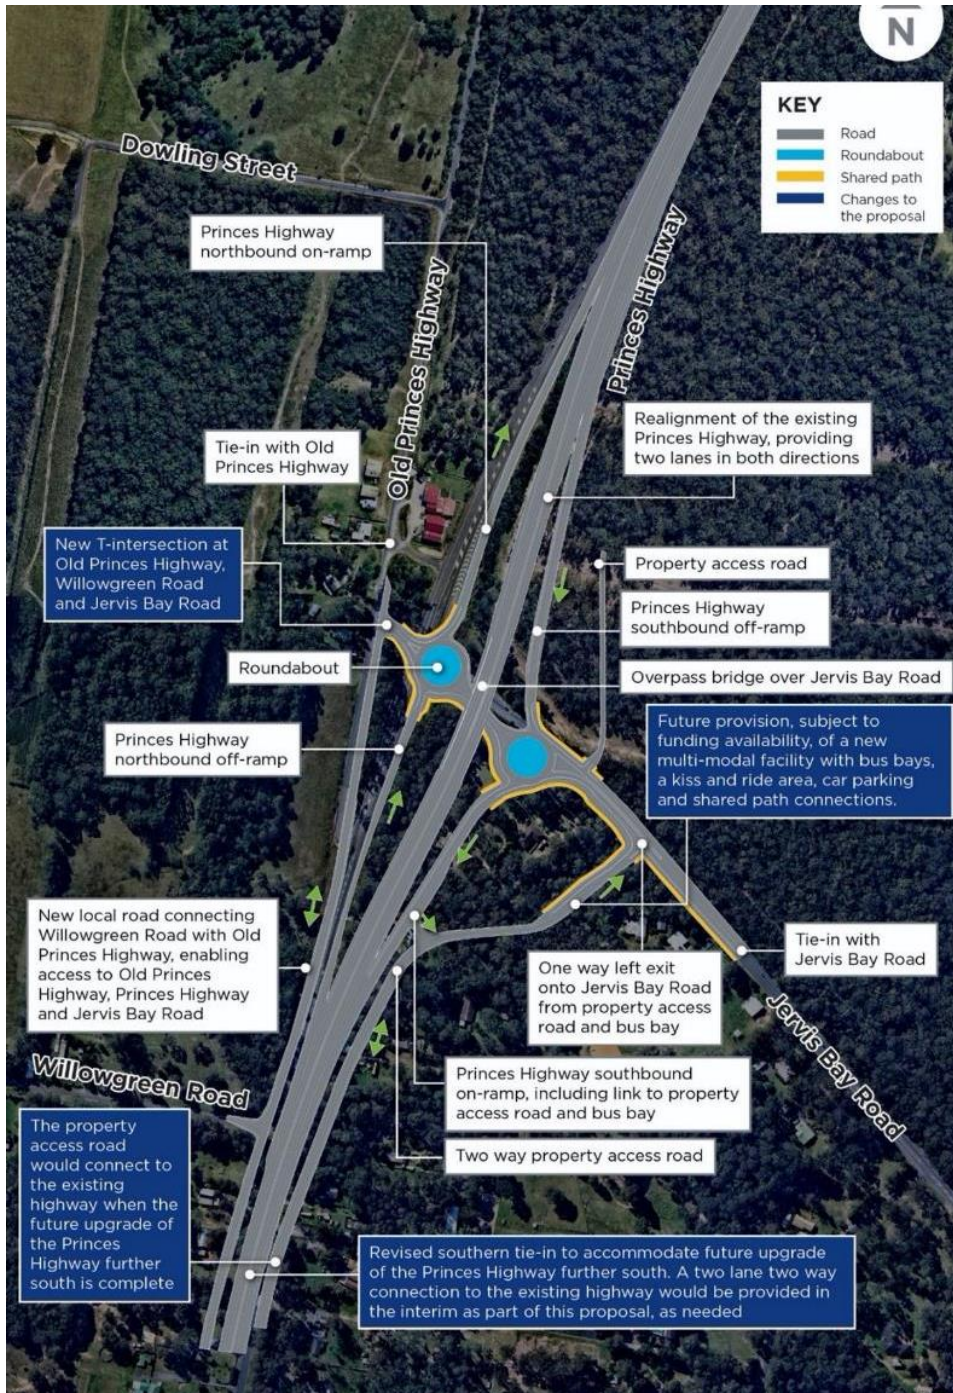 N
KEY
Road
Roundabout
Shared path
Changes to
the proposal
Dowling Street
Princes Highway
northbound on-ramp
Princes Highway
Old Princes Highway
Realignment of the existing
Princes Highway, providing
two lanes in both directions
Tie-in with Old
Princes Highway
New T-intersection at
Old Princes Highway,
Willowgreen Road
and Jervis Bay Road
Property access road
Princes Highway
southbound off-ramp
Roundabout
Overpass bridge over Jervis Bay Road
Princes Highway
northbound off-ramp
Future provision, subject to
funding availability, of a new
multi-modal facility with bus bays,
a kiss and ride area, car parking
and shared path connections.
New local road connecting
Willowgreen Road with Old
Princes Highway, enabling
access to Old Princes
Highway, Princes Highway
and Jervis Bay Road
One way left exit
onto Jervis Bay Road
from property access
road and bus bay
Tie-in with
Jervis Bay Road
Jervis Bay Road
Willowgreen Road
Princes Highway southbound
on-ramp, including link to property
access road and bus bay
Two way property access road
The property
access road
would connect to
the existing
highway when the
future upgrade of
the Princes
Highway further
south is complete
Revised southern tie-in to accommodate future upgrade
of the Princes Highway further south. A two lane two way
connection to the existing highway would be provided in
the interim as part of this proposal, as needed